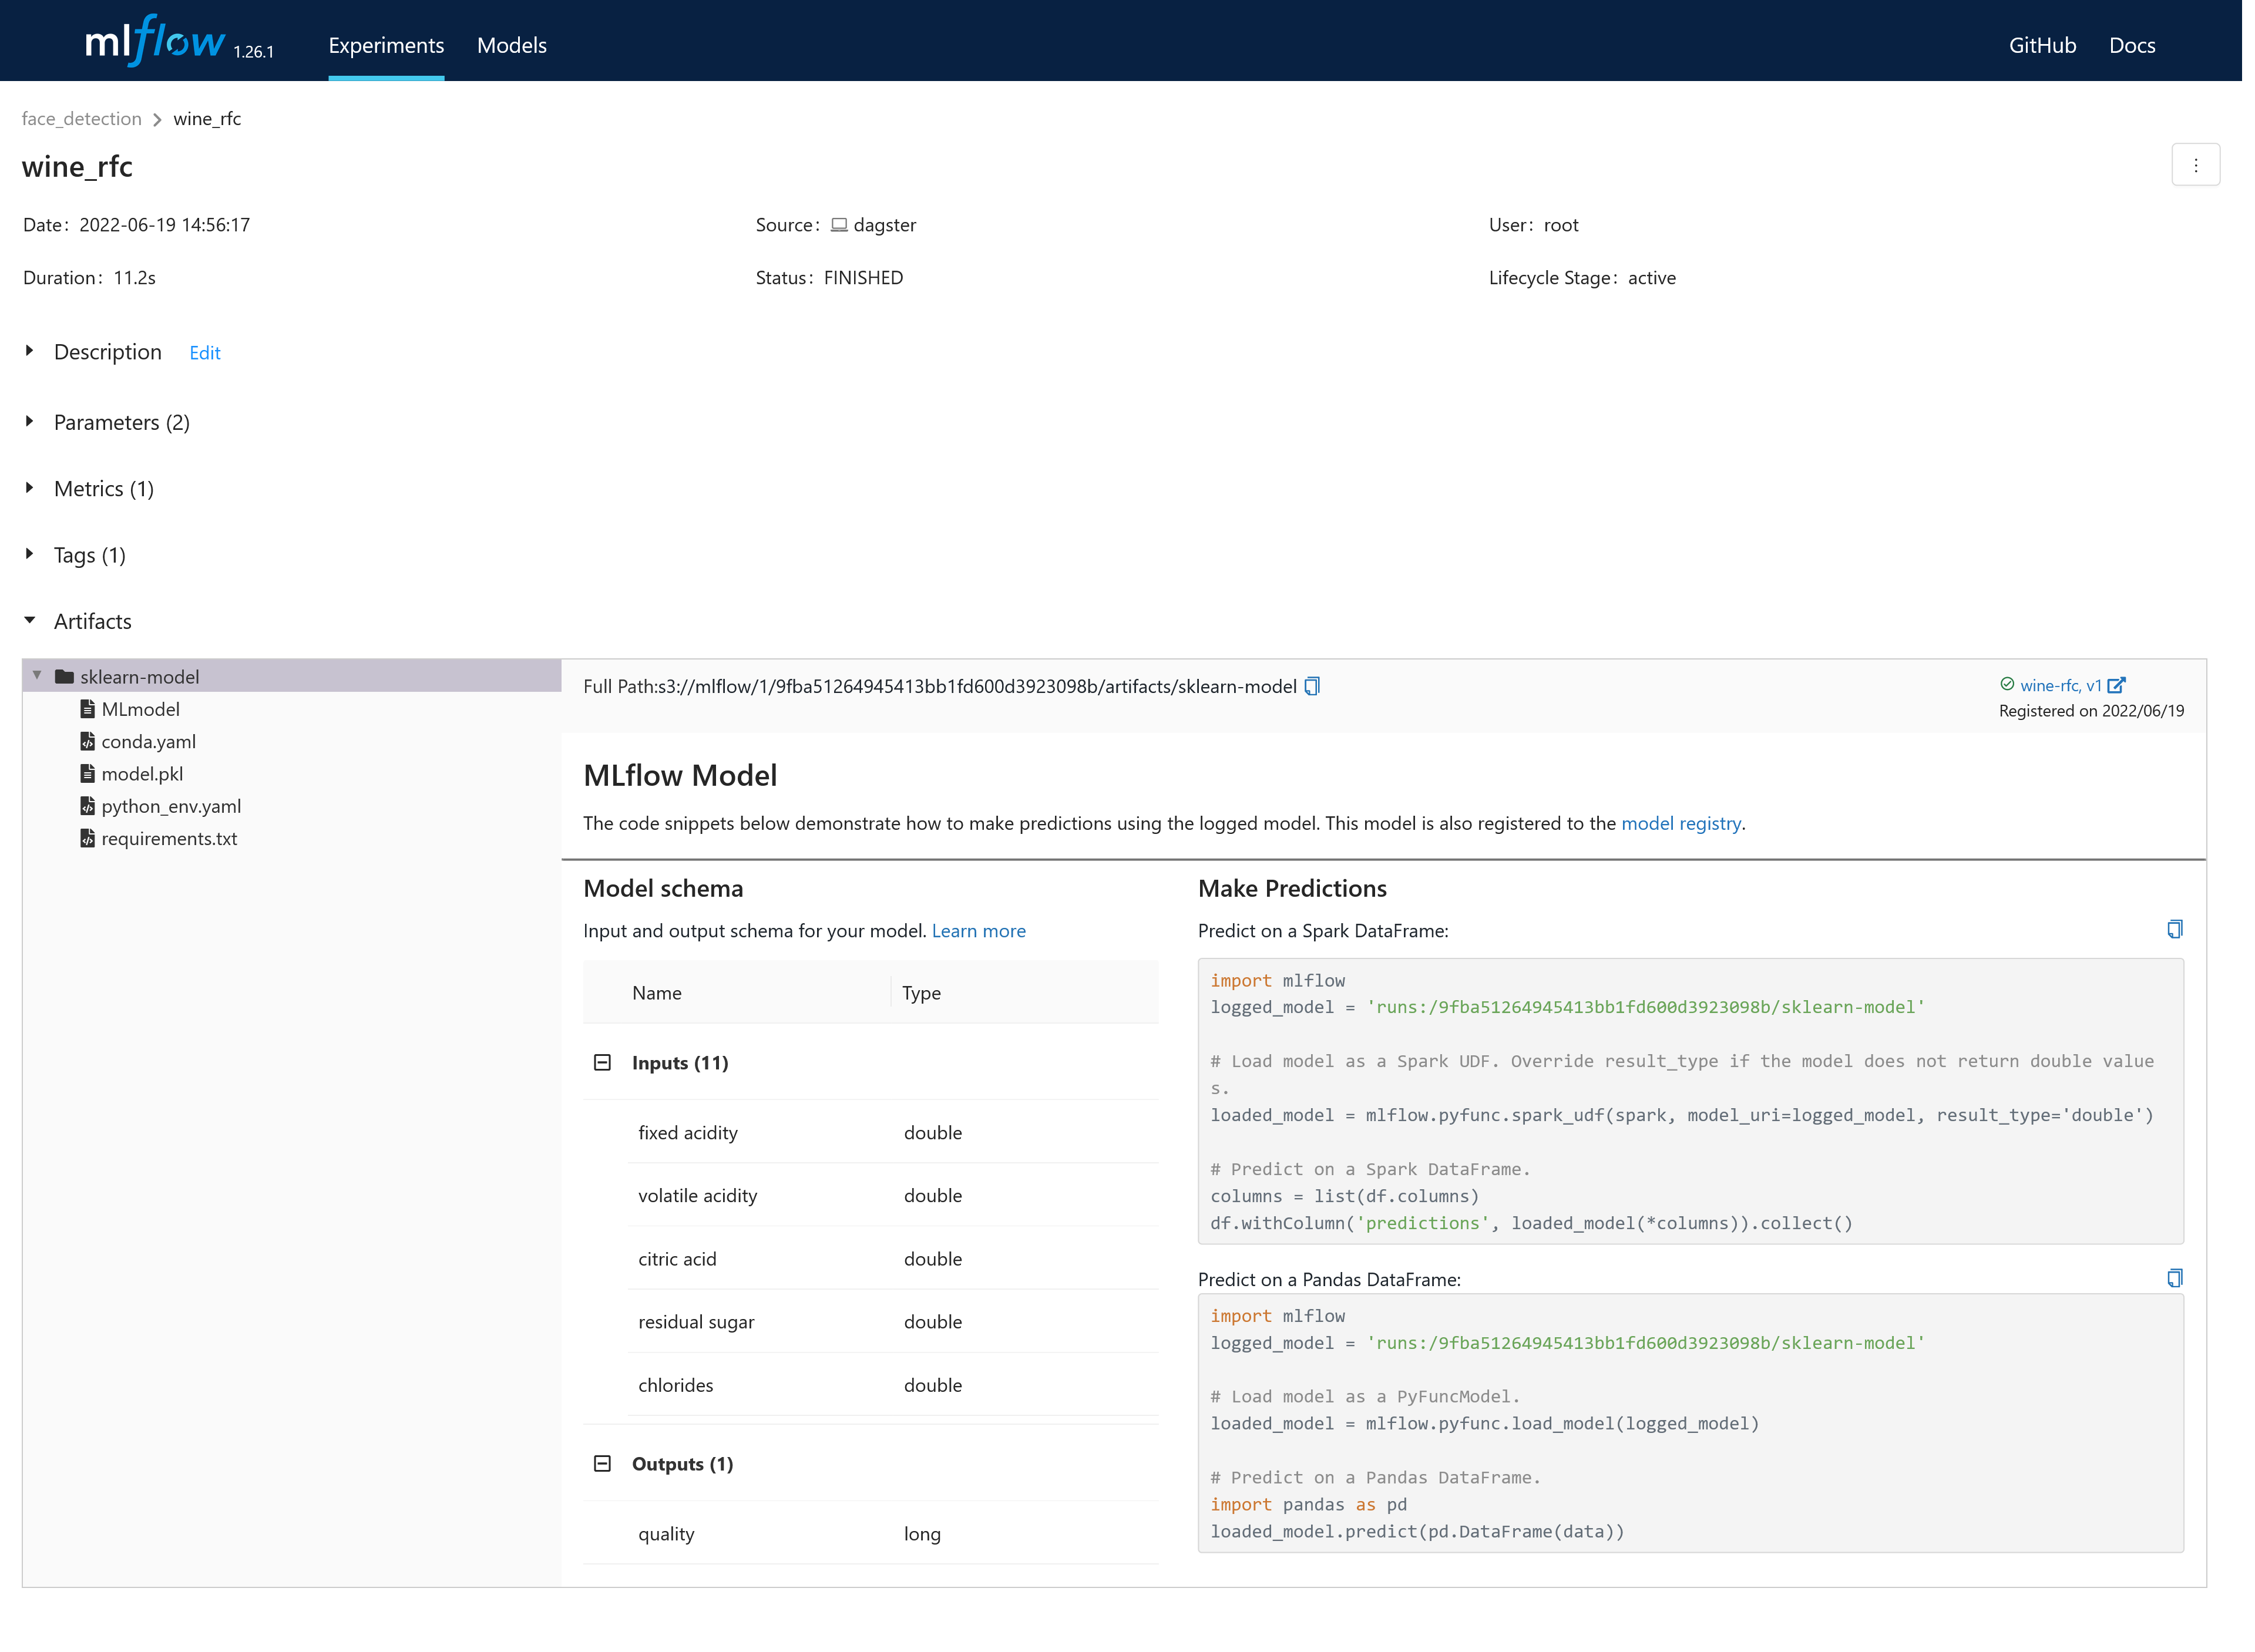 mlflow 1.26.1 Experiments Models GitHub Docs
face_detection > wine_rfc
wine_rfc
Date: 2022-06-19 14:56:17 Source: dagster User: root
Duration: 11.2s Status: FINISHED Lifecycle Stage: active
Description Edit
Parameters (2)
Metrics (1)
Tags (1)
Artifacts
sklearn-model
MLmodel
conda.yaml
model.pkl
python_env.yaml
requirements.txt
Full Path:s3://mlflow/1/9fba51264945413bb1fd600d3923098b/artifacts/sklearn-model
wine-rfc, v1
Registered on 2022/06/19
MLflow Model
The code snippets below demonstrate how to make predictions using the logged model. This model is also registered to the model registry.
Model schema
Input and output schema for your model. Learn more
Name Type
Inputs (11)
fixed acidity double
volatile acidity double
citric acid double
residual sugar double
chlorides double
Outputs (1)
quality long
Make Predictions
Predict on a Spark DataFrame:
import mlflow
logged_model = 'runs:/9fba51264945413bb1fd600d3923098b/sklearn-model'
# Load model as a Spark UDF. Override result_type if the model does not return double value
s.
loaded_model = mlflow.pyfunc.spark_udf(spark, model_uri=logged_model, result_type='double')
# Predict on a Spark DataFrame.
columns = list(df.columns)
df.withColumn('predictions', loaded_model(*columns)).collect()
Predict on a Pandas DataFrame:
import mlflow
logged_model = 'runs:/9fba51264945413bb1fd600d3923098b/sklearn-model'
# Load model as a PyFuncModel.
loaded_model = mlflow.pyfunc.load_model(logged_model)
# Predict on a Pandas DataFrame.
import pandas as pd
loaded_model.predict(pd.DataFrame(data))